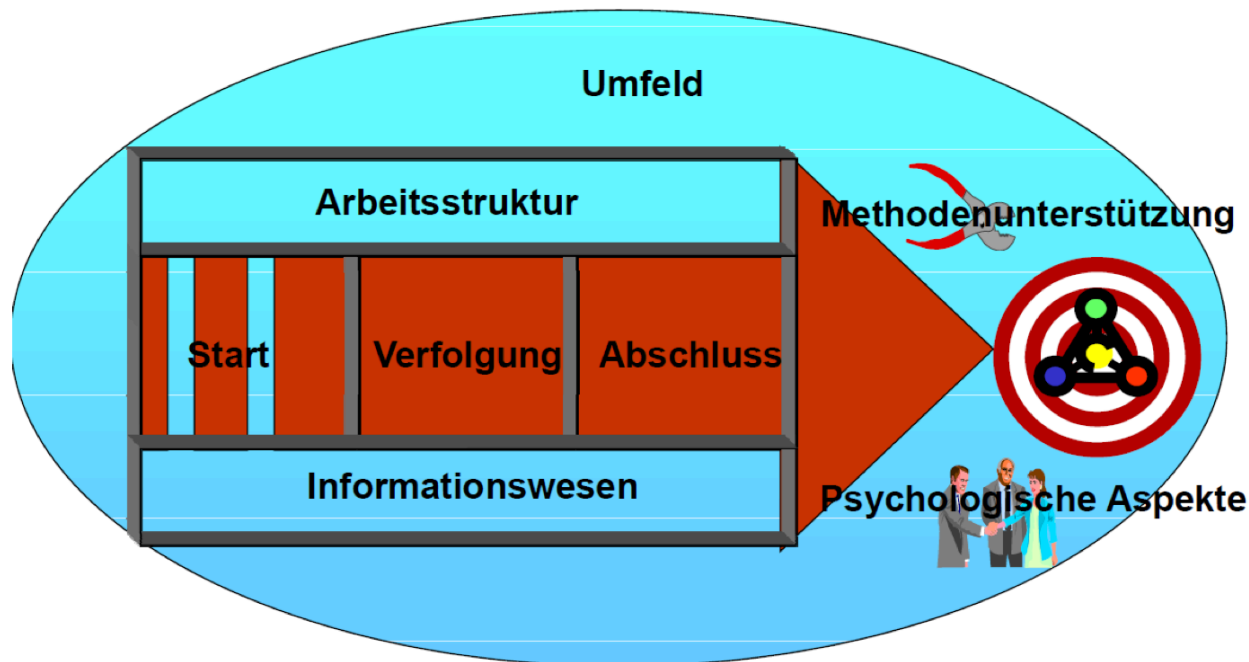 Umfeld
Arbeitsstruktur
Methodenunterstützung
Start
Verfolgung
Abschluss
Informationswesen
Psychologische Aspekte